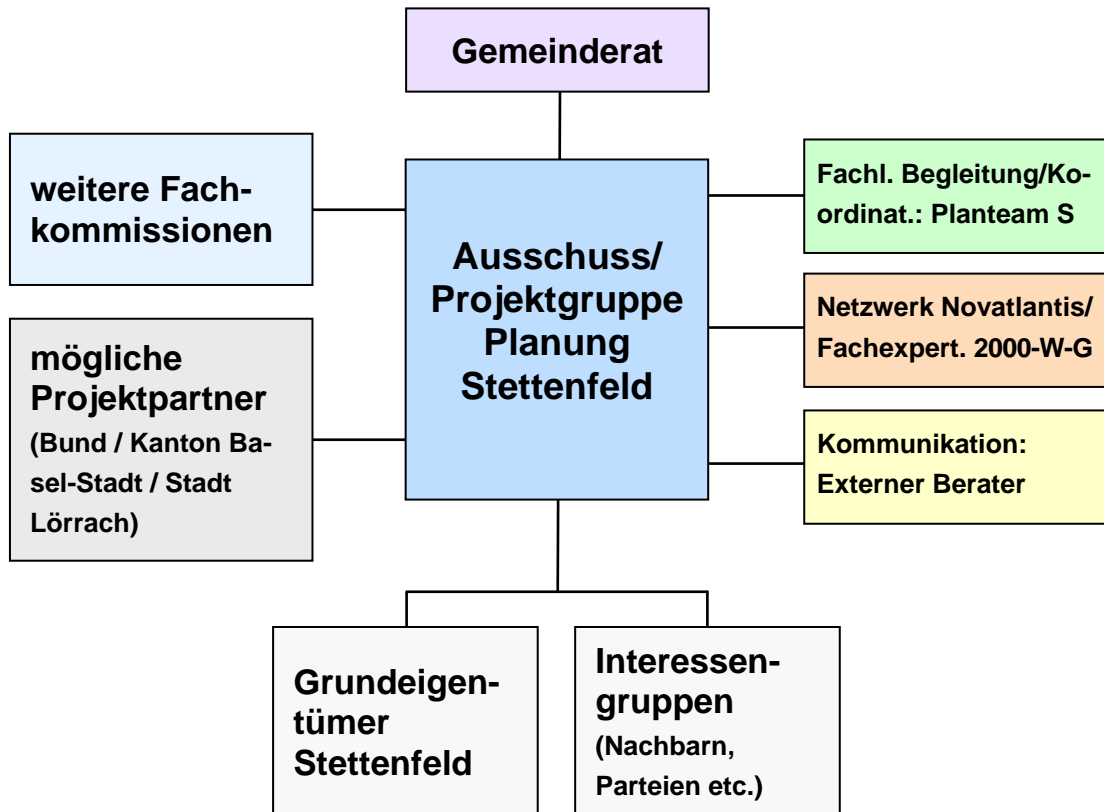 Gemeinderat
weitere Fach-
kommissionen
mögliche
Projektpartner
(Bund / Kanton Ba-
sel-Stadt / Stadt
Lörrach)
Ausschuss/
Projektgruppe
Planung
Stettenfeld
Fachl. Begleitung/Ko-
ordinat.: Planteam S
Netzwerk Novatlantis/
Fachexpert. 2000-W-G
Kommunikation:
Externer Berater
Grundeigen-
tümer
Stettenfeld
Interessen-
gruppen
(Nachbarn,
Parteien etc.)